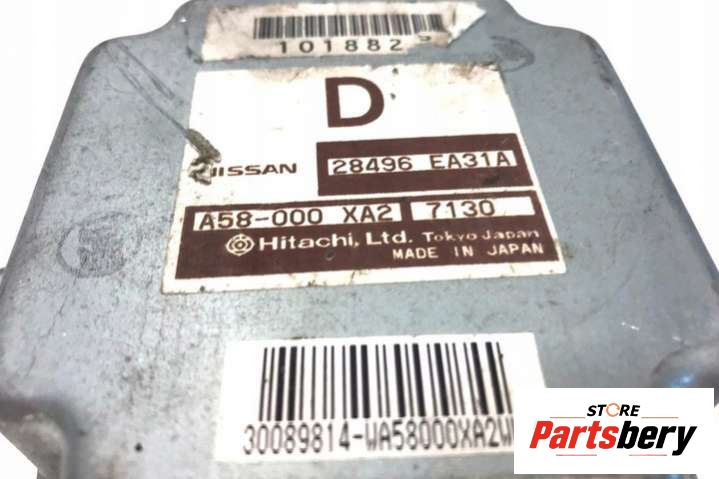 101882
D
NISSAN 28496 EA31A
A58-000 XA2 7130
Hitachi, Ltd. Tokyo Japan
MADE IN JAPAN
30089814-WA58000XA2W
STORE
Partsbery